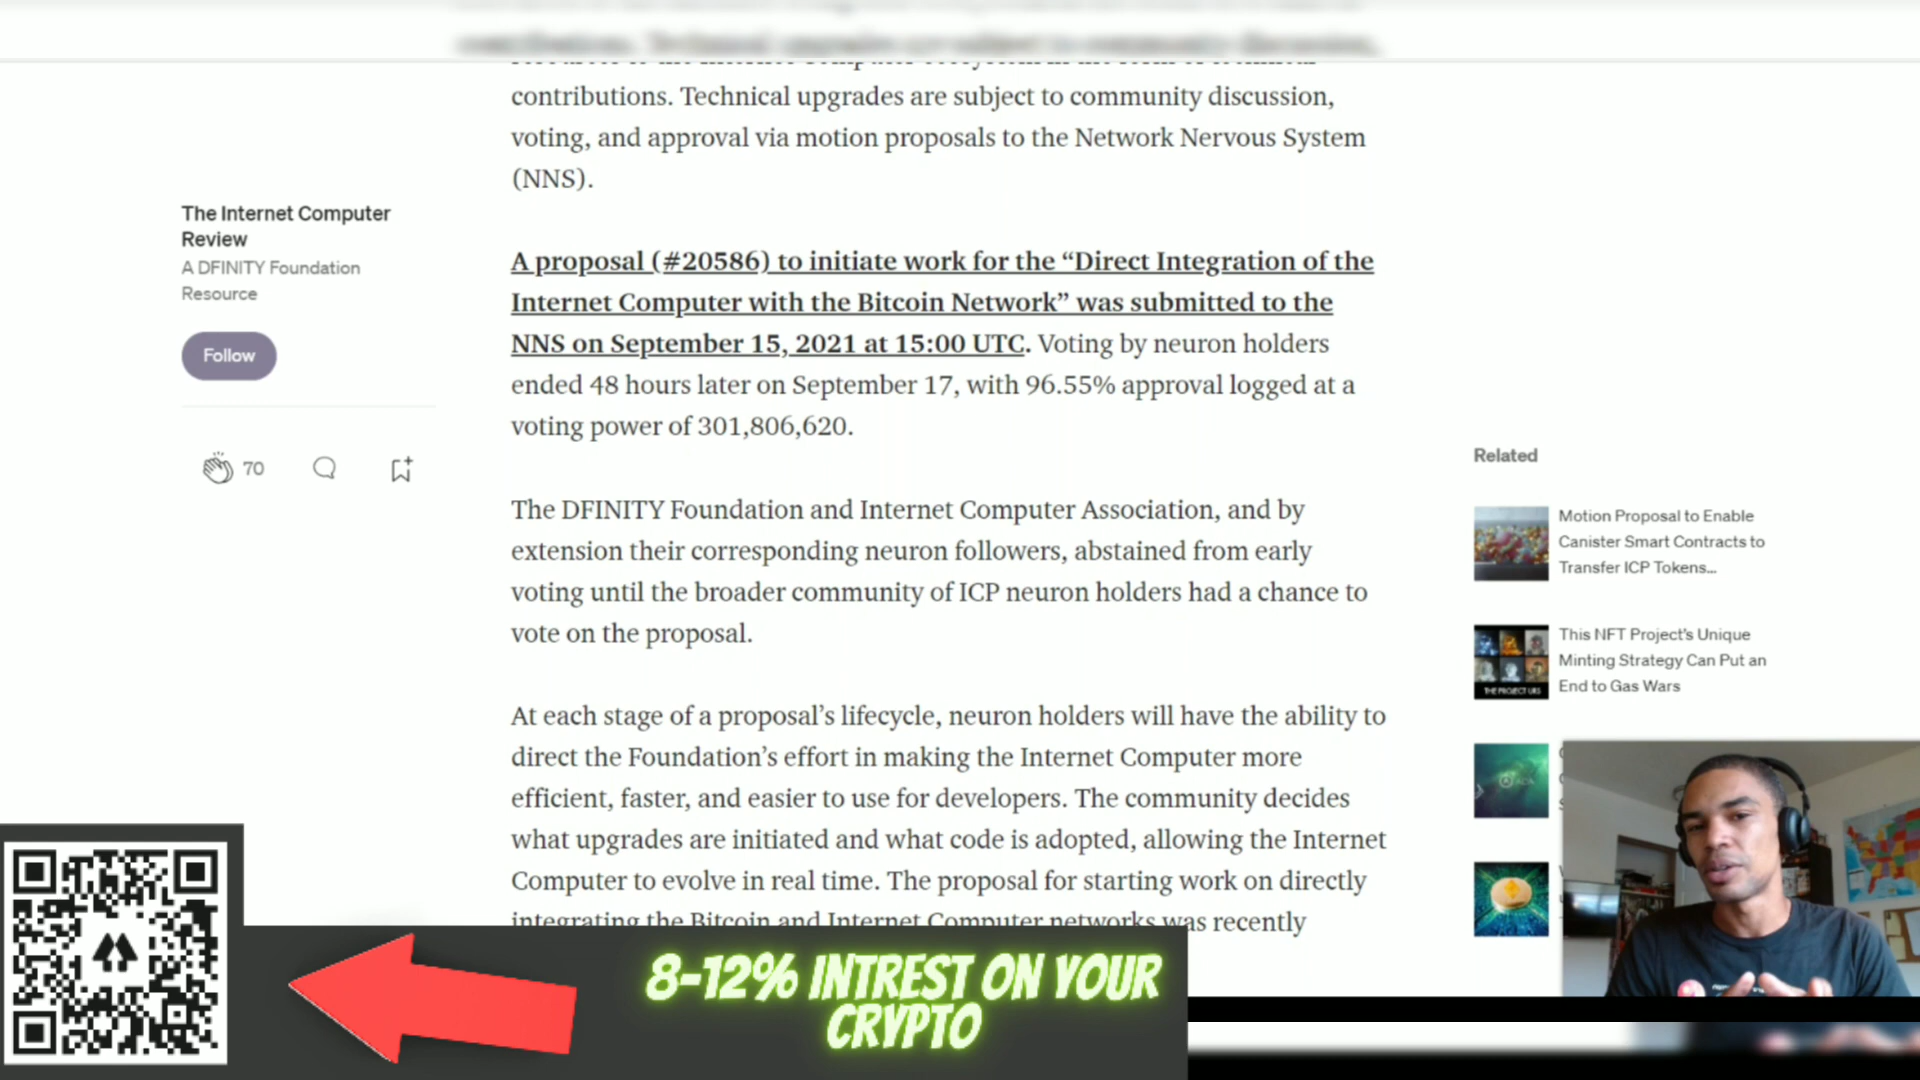 contributions. Technical upgrades are subject to community discussion,
contributions. Technical upgrades are subject to community discussion,
voting, and approval via motion proposals to the Network Nervous System
(NNS).
The Internet Computer
Review
A DFINITY Foundation
Resource
Follow
70
A proposal (#20586) to initiate work for the “Direct Integration of the
Internet Computer with the Bitcoin Network” was submitted to the
NNS on September 15, 2021 at 15:00 UTC. Voting by neuron holders
ended 48 hours later on September 17, with 96.55% approval logged at a
voting power of 301,806,620.
The DFINITY Foundation and Internet Computer Association, and by
extension their corresponding neuron followers, abstained from early
voting until the broader community of ICP neuron holders had a chance to
vote on the proposal.
At each stage of a proposal’s lifecycle, neuron holders will have the ability to
direct the Foundation’s effort in making the Internet Computer more
efficient, faster, and easier to use for developers. The community decides
what upgrades are initiated and what code is adopted, allowing the Internet
Computer to evolve in real time. The proposal for starting work on directly
integrating the Bitcoin and Internet Computer networks was recently
Related
Motion Proposal to Enable
Canister Smart Contracts to
Transfer ICP Tokens...
This NFT Project’s Unique
Minting Strategy Can Put an
End to Gas Wars
THE PROJECT URS
8-12% INTREST ON YOUR
CRYPTO